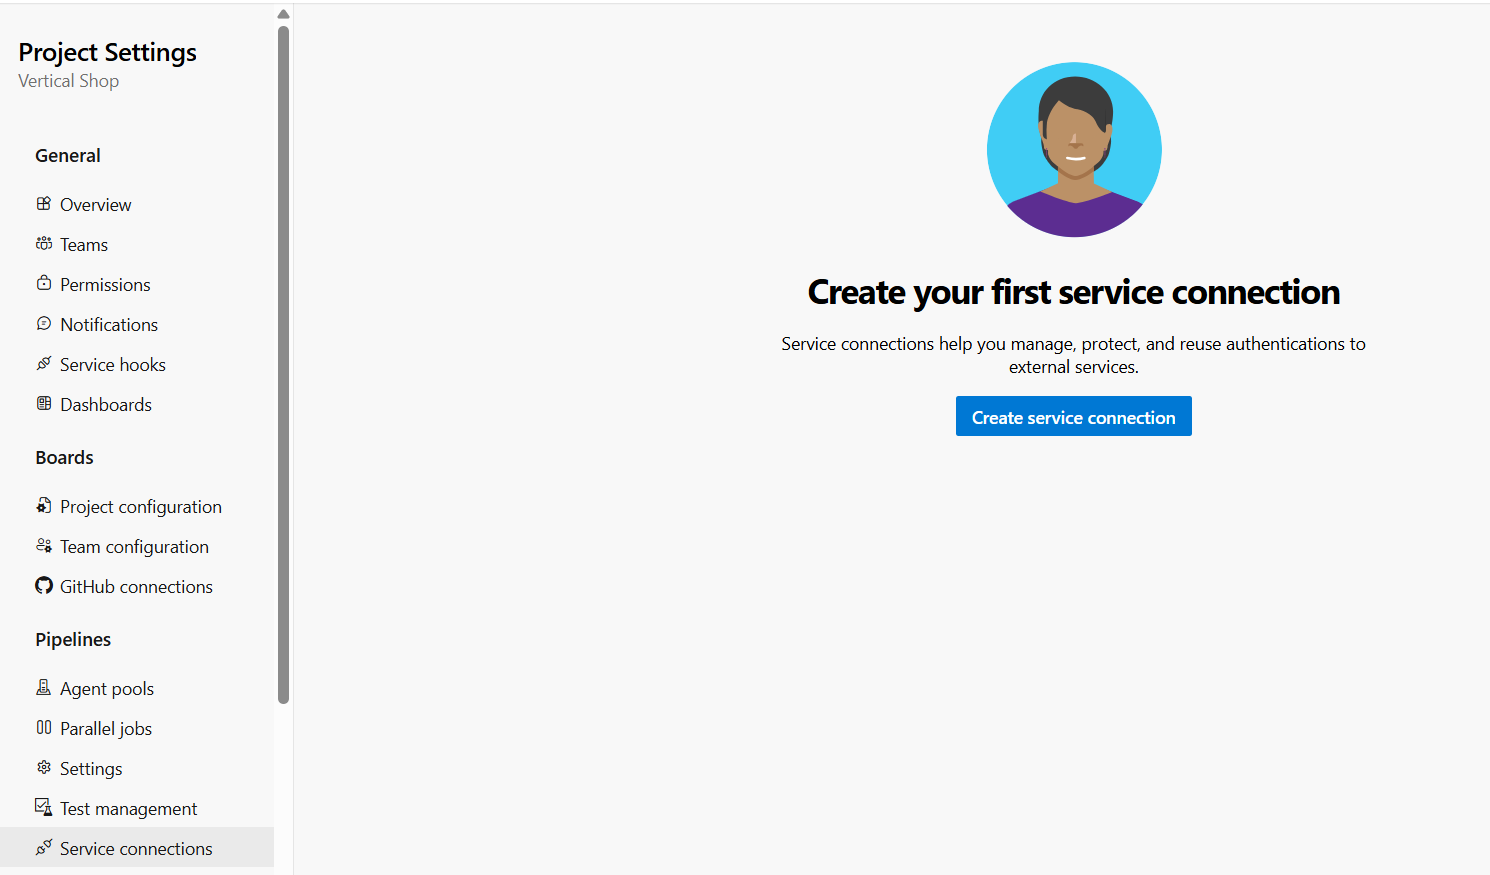 Project Settings
Vertical Shop
General
Overview
Teams
Permissions
Notifications
Service hooks
Dashboards
Boards
Project configuration
Team configuration
GitHub connections
Pipelines
Agent pools
Parallel jobs
Settings
Test management
Service connections
Create your first service connection
Service connections help you manage, protect, and reuse authentications to
external services.
Create service connection